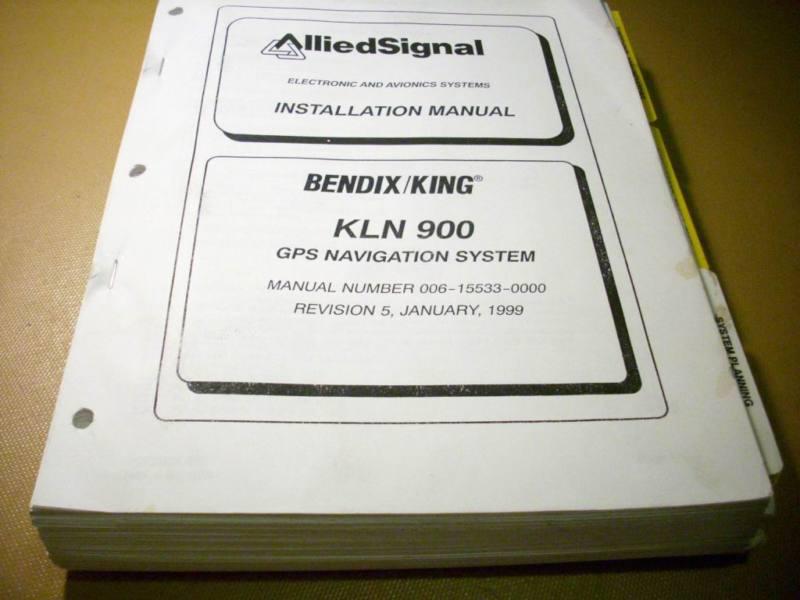 AlliedSignal
ELECTRONIC AND AVIONICS SYSTEMS
INSTALLATION MANUAL
BENDIX/KING®
KLN 900
GPS NAVIGATION SYSTEM
MANUAL NUMBER 006-15533-0000
REVISION 5, JANUARY, 1999
SYSTEM PLANNING